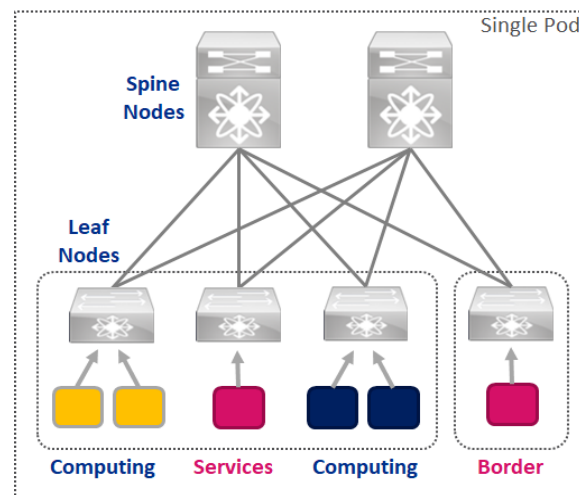 Single Pod
Spine
Nodes
Leaf
Nodes
Computing
Services
Computing
Border